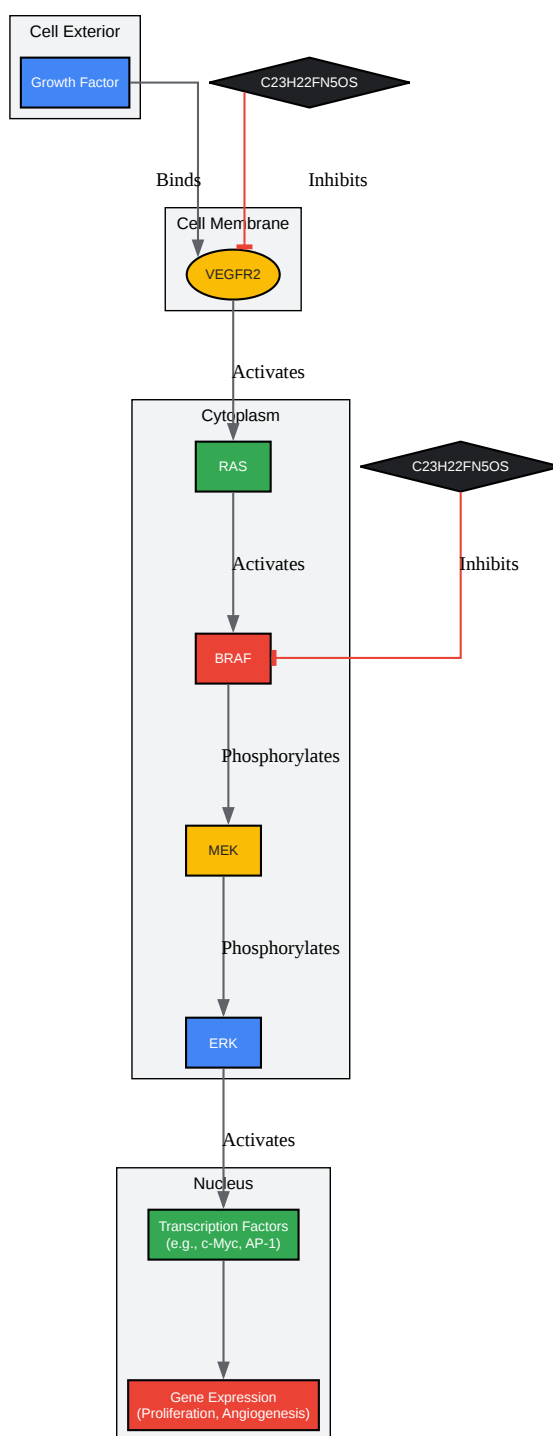 Cell Exterior
Growth Factor
C23H22FN5OS
Binds
Inhibits
Cell Membrane
VEGFR2
Activates
Cytoplasm
RAS
C23H22FN5OS
Activates
Inhibits
BRAF
Phosphorylates
MEK
Phosphorylates
ERK
Activates
Nucleus
Transcription Factors
(e.g., c-Myc, AP-1)
Gene Expression
(Proliferation, Angiogenesis)